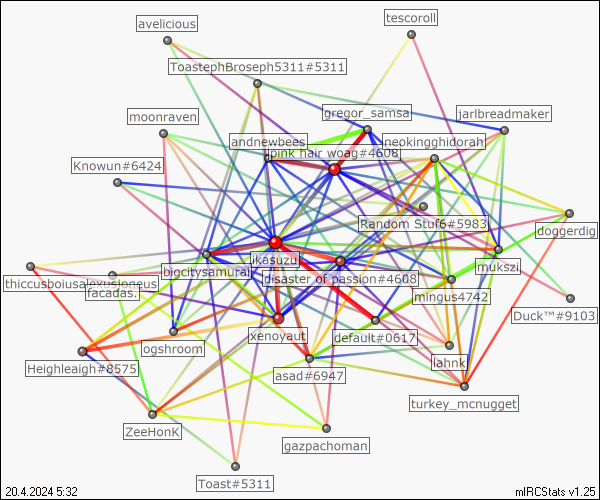 avelicious
tescoroll
ToastephBroseph5311#5311
moonraven
gregor_samsa
jarlbreadmaker
andnewbees
neokingghidorah
pink hair woag#4608
Knowun#6424
Random Stuf6#5983
doggerdig
ikasuzu
bigcitysamurai
mukszi
disaster of passion#4608
thiccusboiusalexusjonsus
facadas.
mingus4742
Duck™#9103
xenoyaut
default#0617
ogshroom
lahnk
Heighleaigh#8575
asad#6947
turkey_mcnugget
ZeeHonK
gazpachoman
Toast#5311
20.4.2024 5:32
mIRCStats v1.25